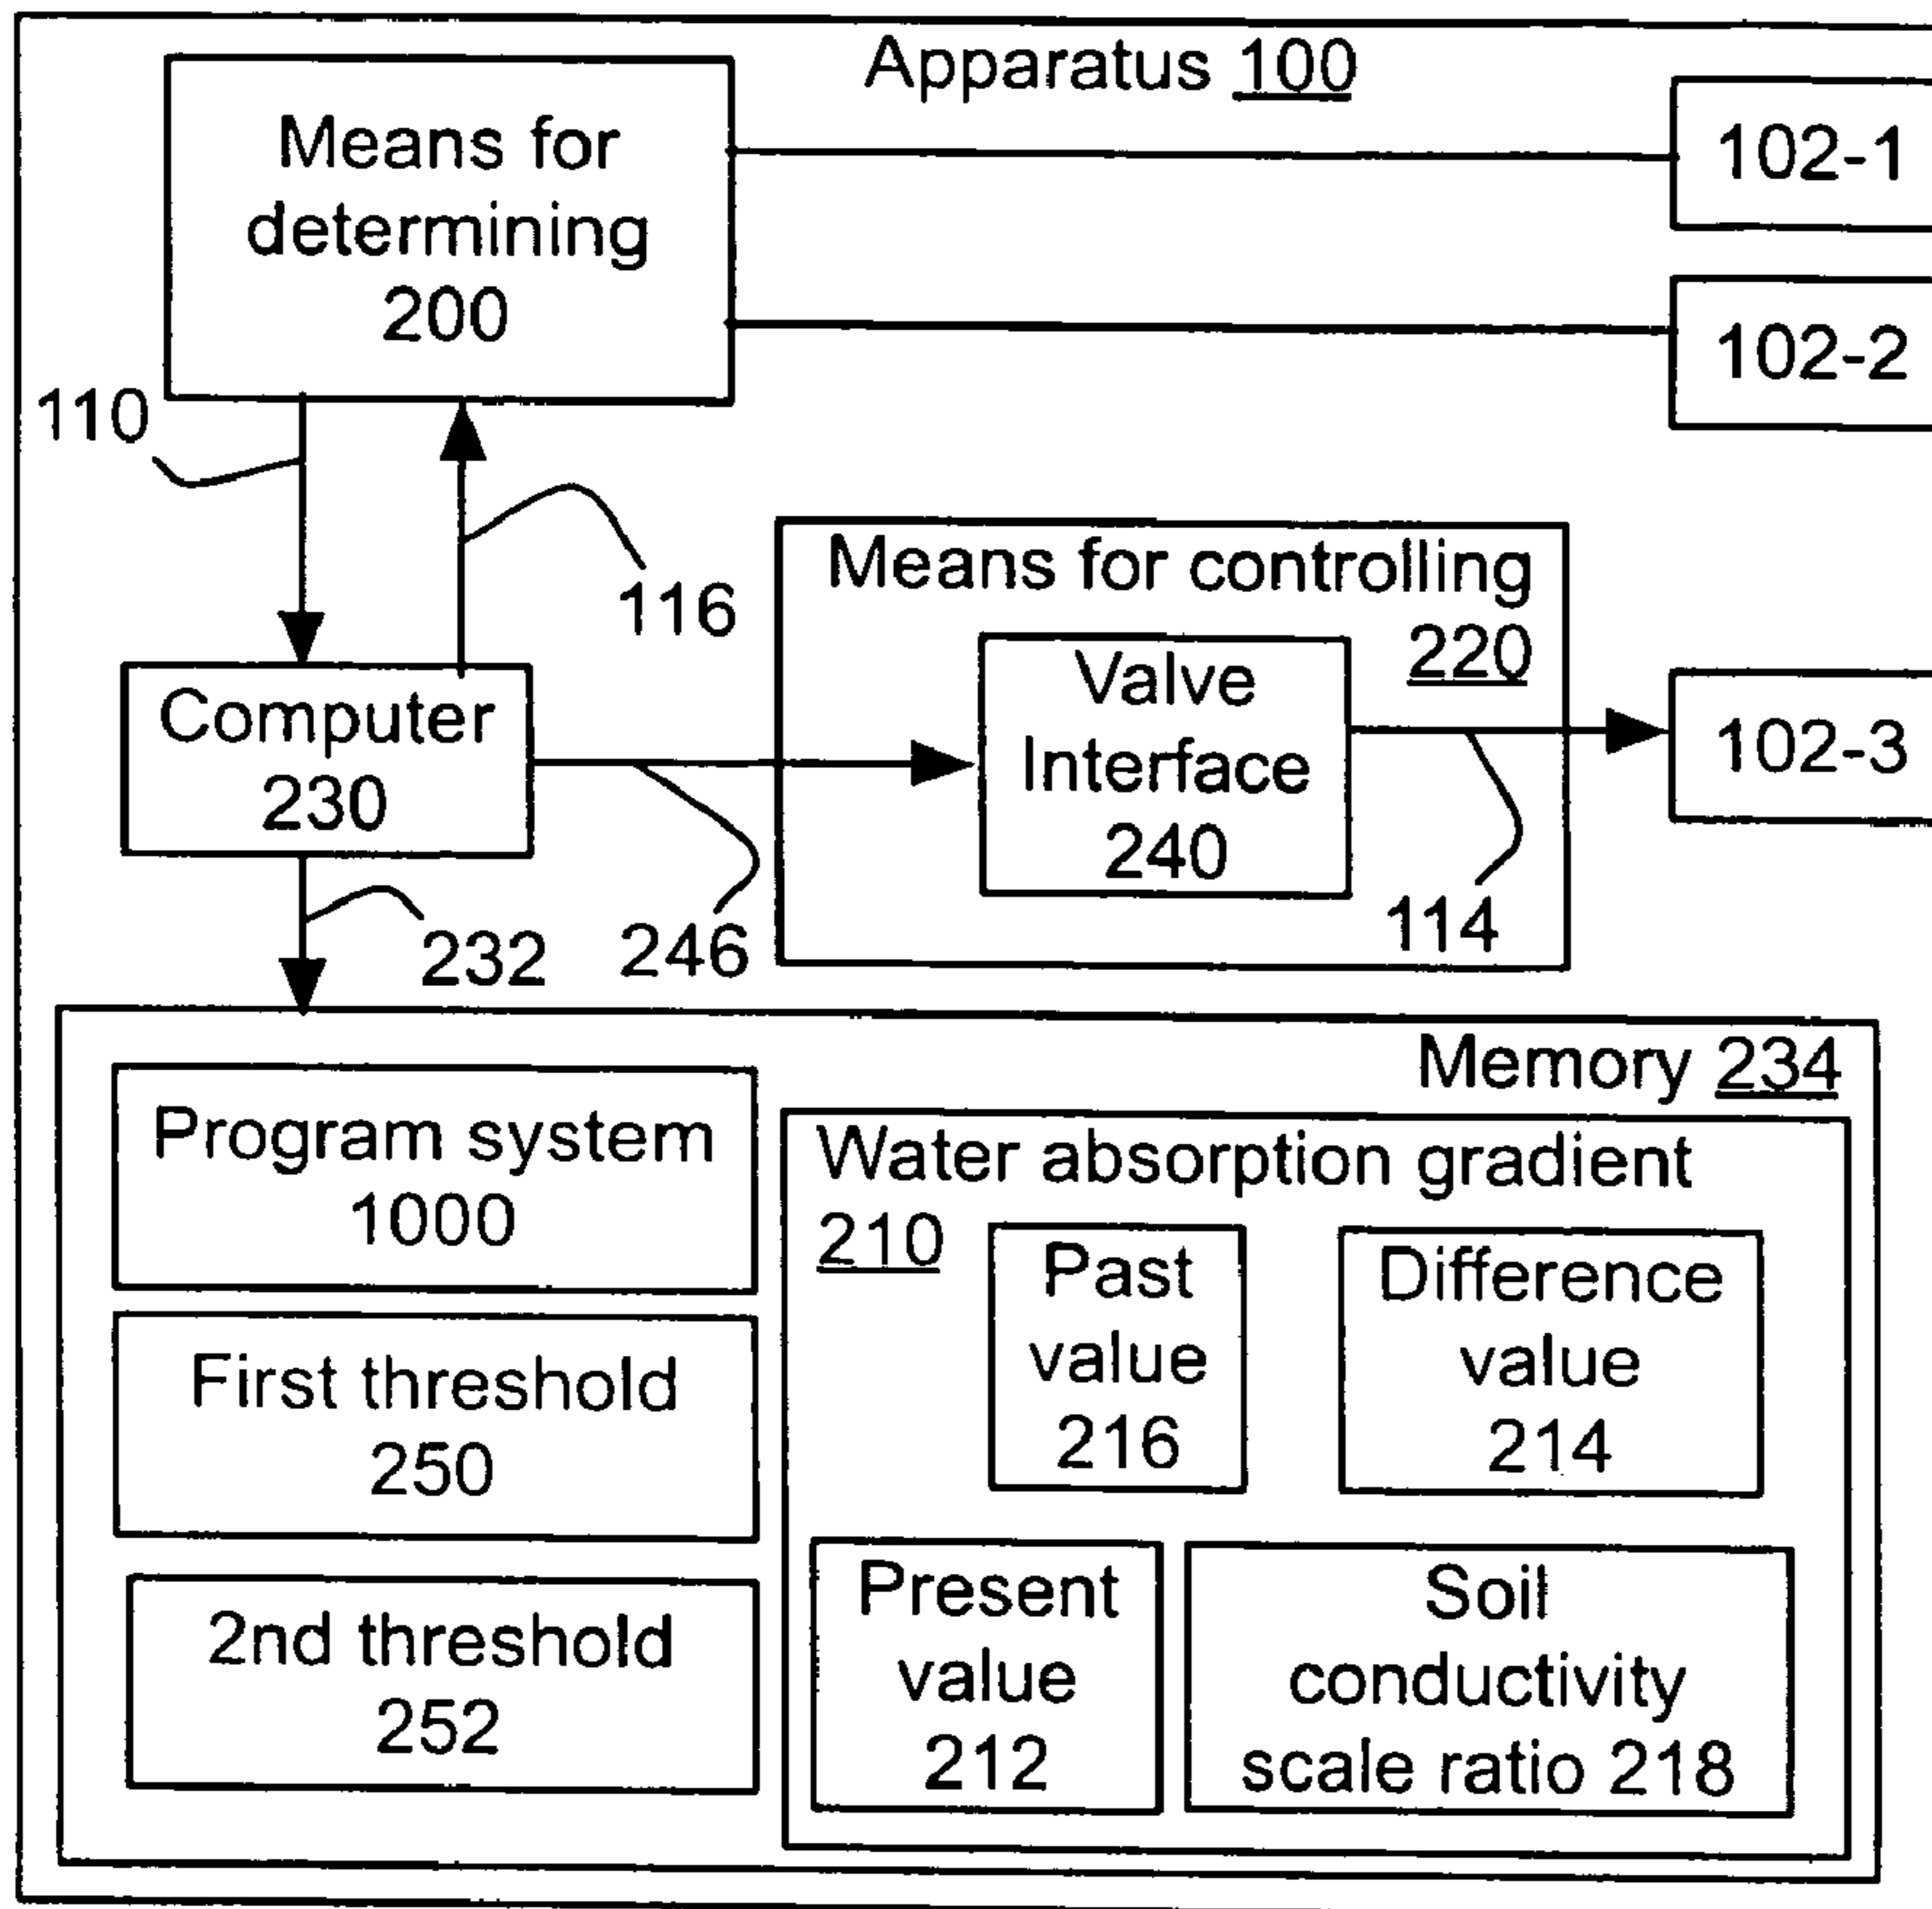 Apparatus 100
Means for
determining
200
102-1
102-2
110
116
Means for controlling
220
Valve
Interface
240
102-3
Computer
230
114
246
232
Memory 234
Program system
1000
First threshold
250
2nd threshold
252
Water absorption gradient
210
Past
value
216
Difference
value
214
Present
value
212
Soil
conductivity
scale ratio 218